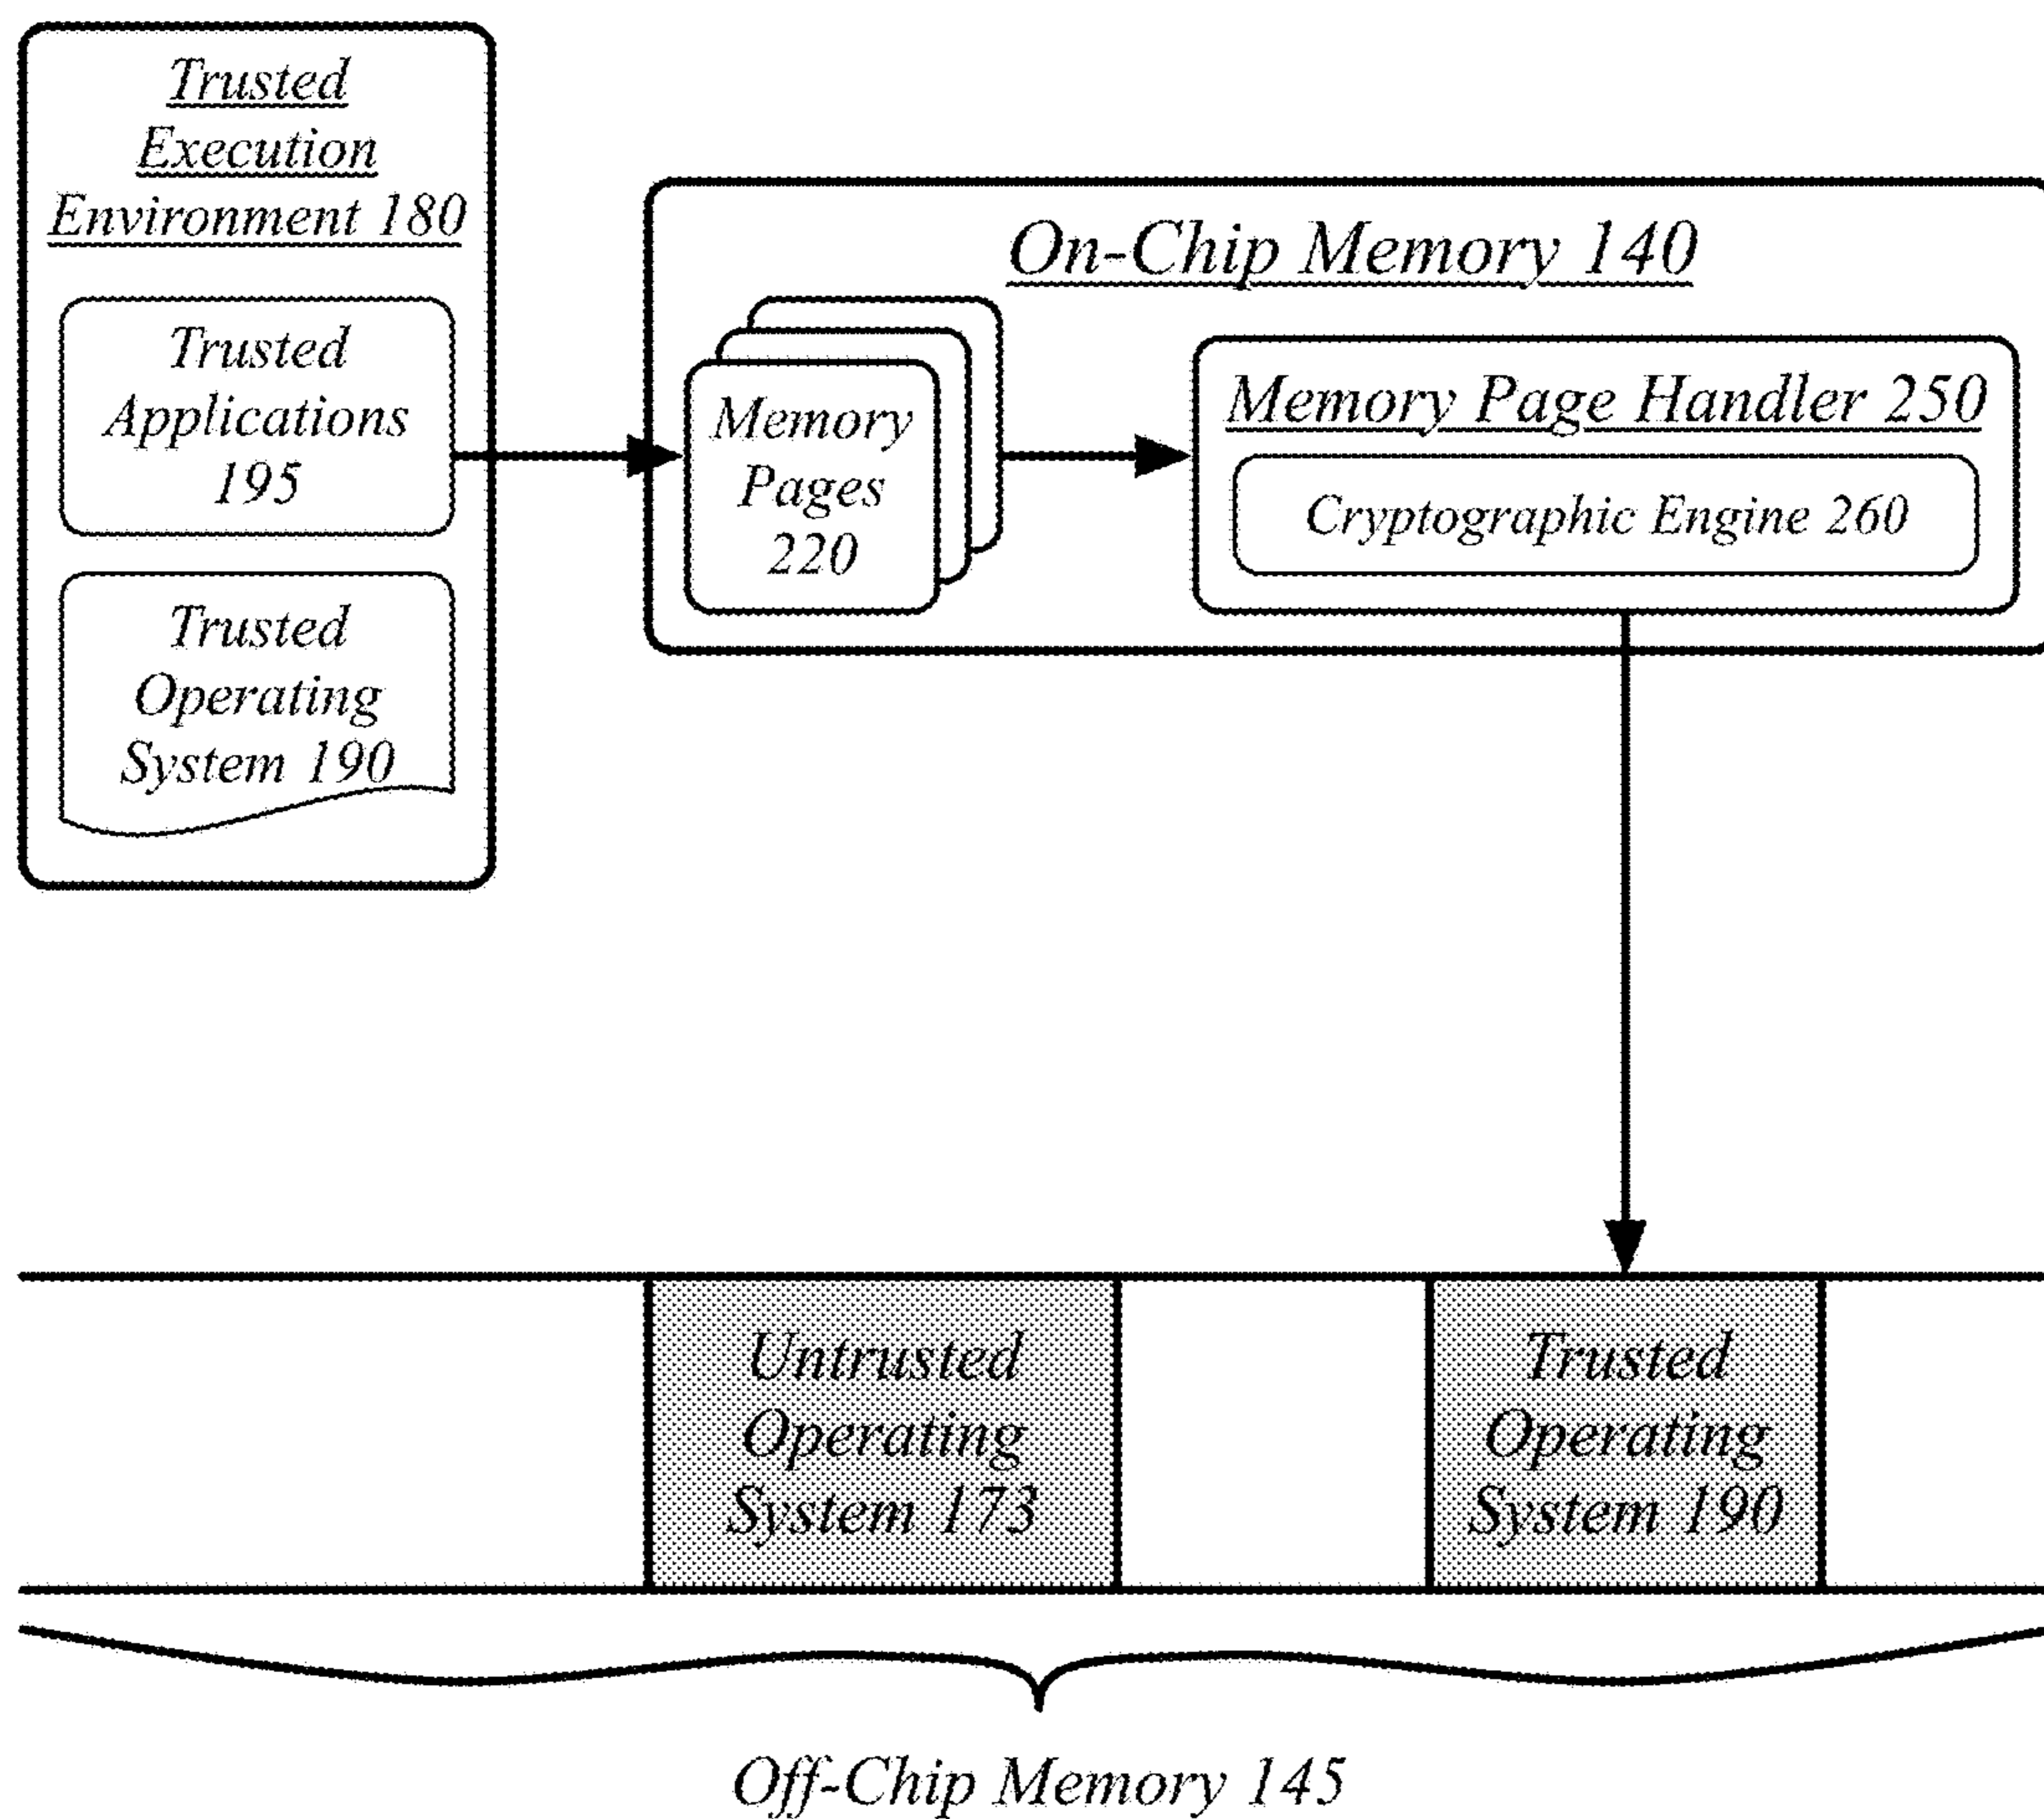 Trusted
Execution
Environment 180
Trusted
Applications
195
Trusted
Operating
System 190
On-Chip Memory 140
Memory
Pages
220
Memory Page Handler 250
Cryptographic Engine 260
Untrusted
Operating
System 173
Trusted
Operating
System 190
Off-Chip Memory 145